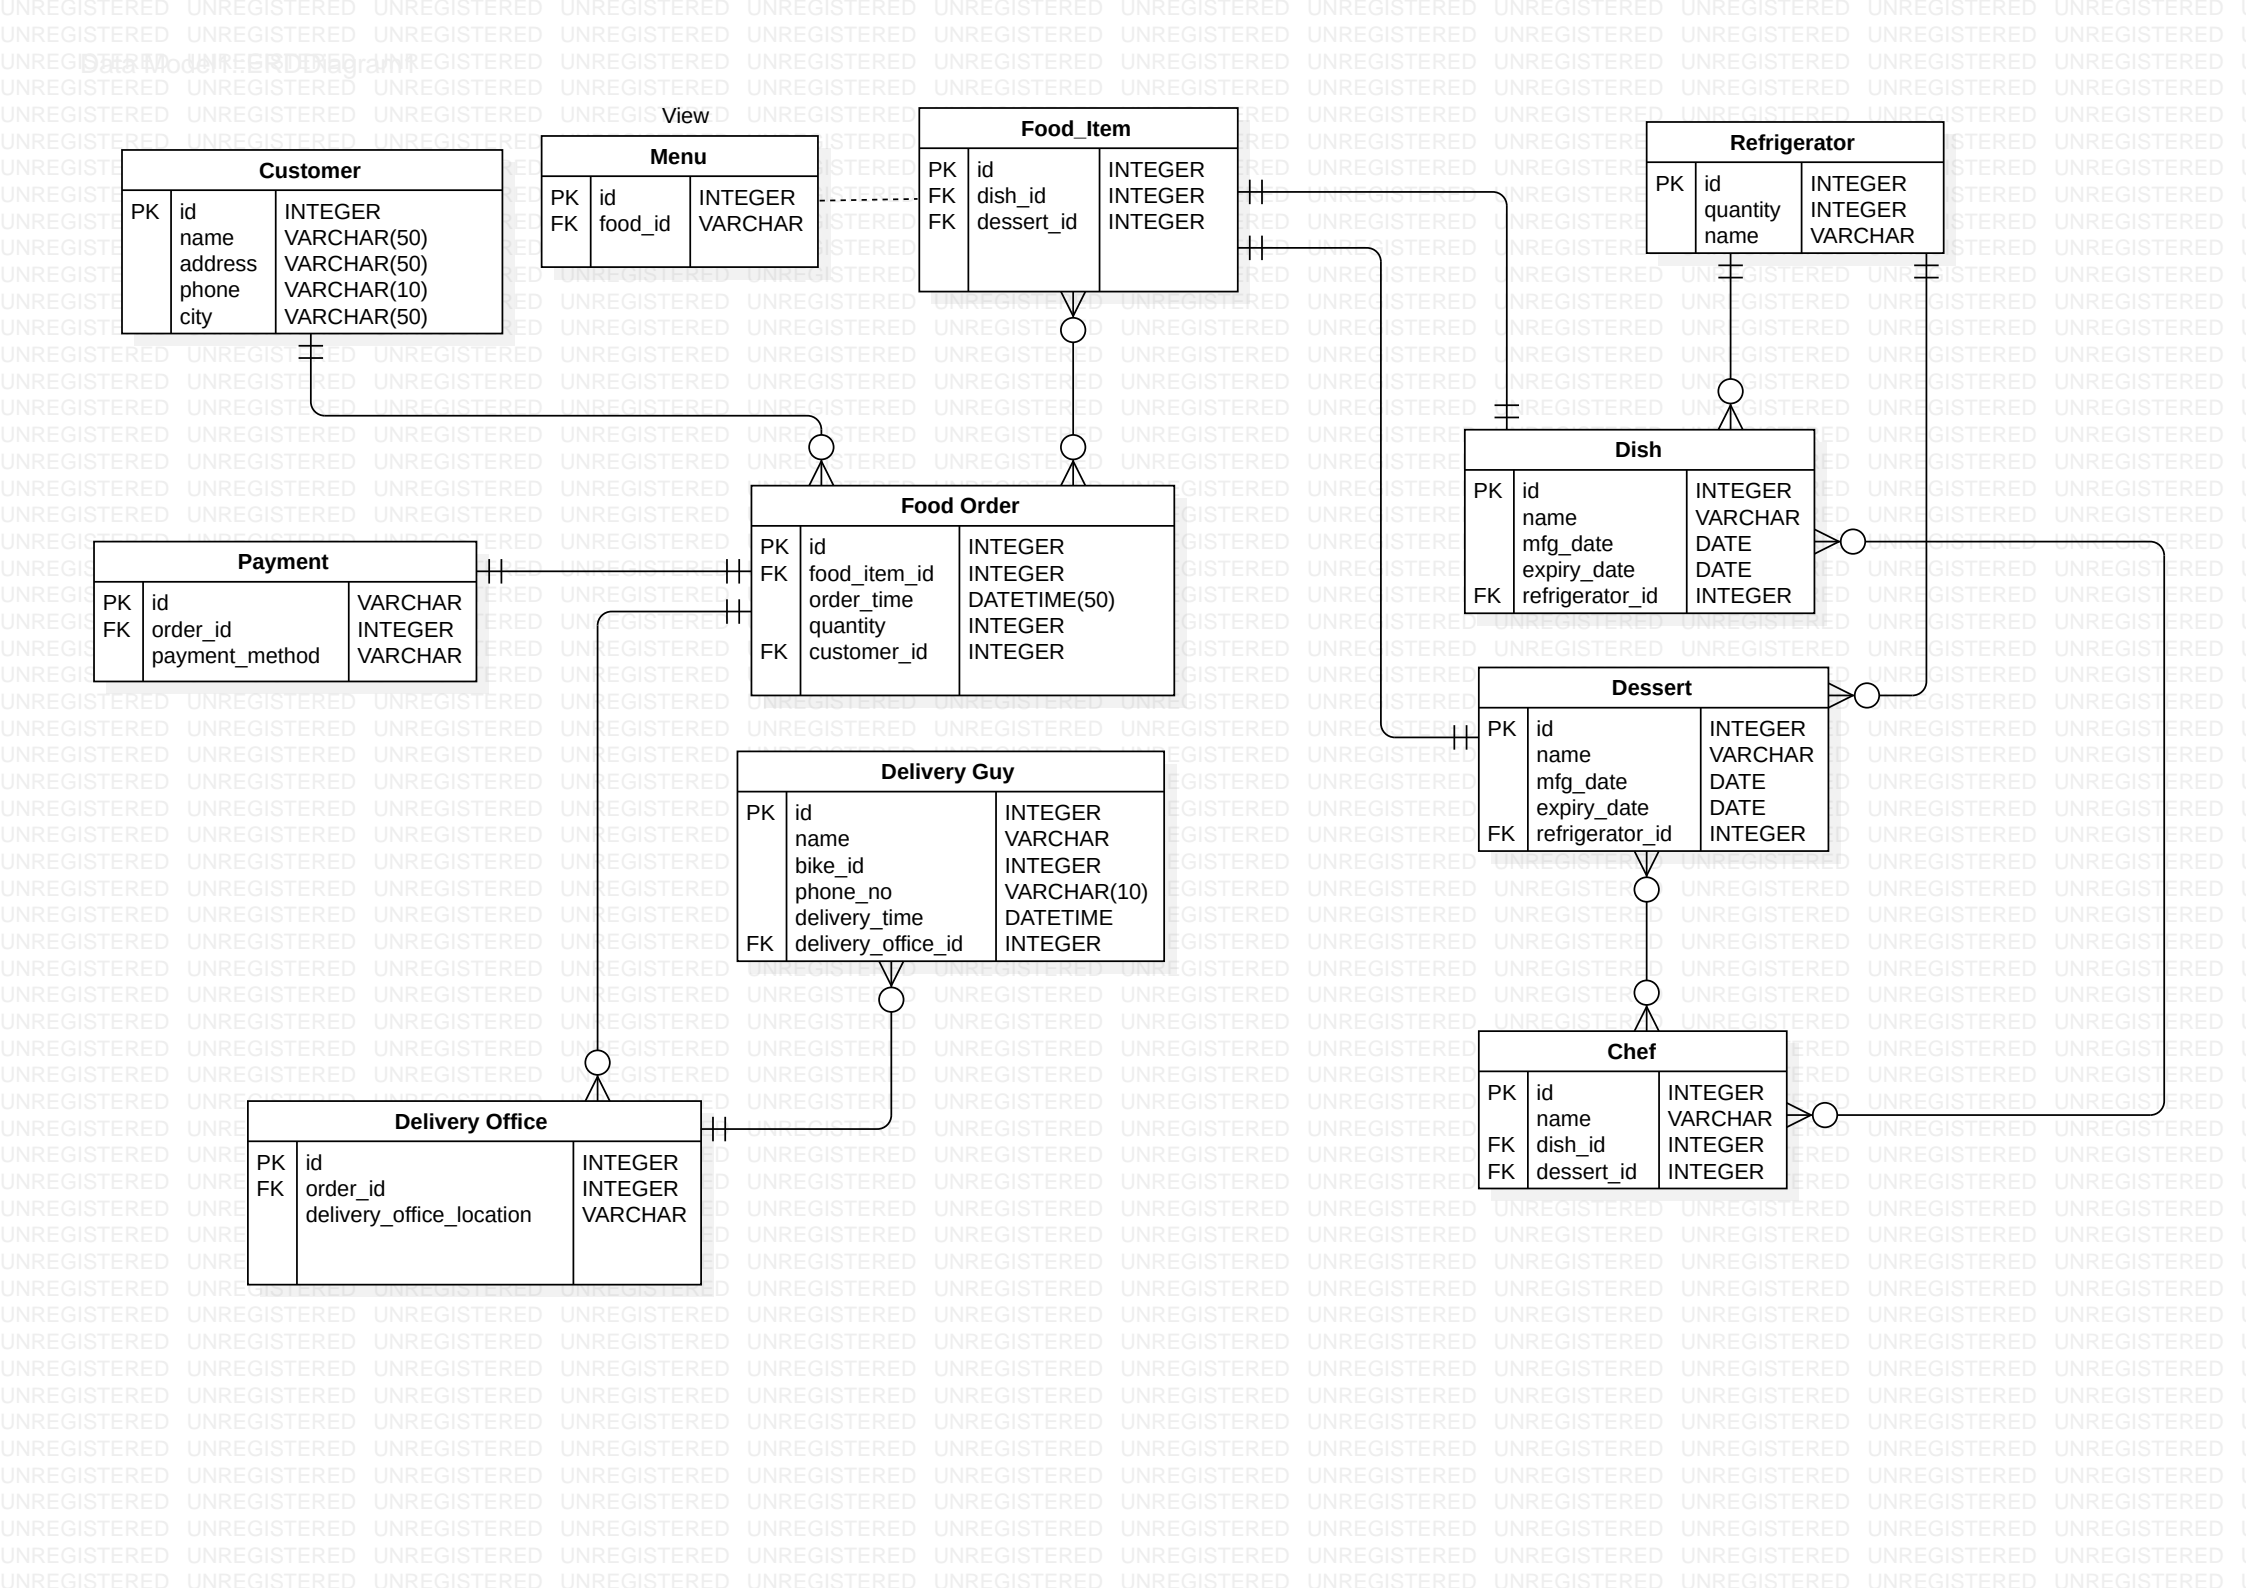 Data Model1::ERDDiagram1
View
Customer
PK id INTEGER
name VARCHAR(50)
address VARCHAR(50)
phone VARCHAR(10)
city VARCHAR(50)
Menu
PK id INTEGER
FK food_id VARCHAR
Food_Item
PK id INTEGER
FK dish_id INTEGER
FK dessert_id INTEGER
Refrigerator
PK id INTEGER
quantity INTEGER
name VARCHAR
Payment
PK id VARCHAR
FK order_id INTEGER
payment_method VARCHAR
Food Order
PK id INTEGER
FK food_item_id INTEGER
order_time DATETIME(50)
quantity INTEGER
FK customer_id INTEGER
Dish
PK id INTEGER
name VARCHAR
mfg_date DATE
expiry_date DATE
FK refrigerator_id INTEGER
Dessert
PK id INTEGER
name VARCHAR
mfg_date DATE
expiry_date DATE
FK refrigerator_id INTEGER
Delivery Guy
PK id INTEGER
name VARCHAR
bike_id INTEGER
phone_no VARCHAR(10)
delivery_time DATETIME
FK delivery_office_id INTEGER
Delivery Office
PK id INTEGER
FK order_id INTEGER
delivery_office_location VARCHAR
Chef
PK id INTEGER
name VARCHAR
FK dish_id INTEGER
FK dessert_id INTEGER
UNREGISTERED